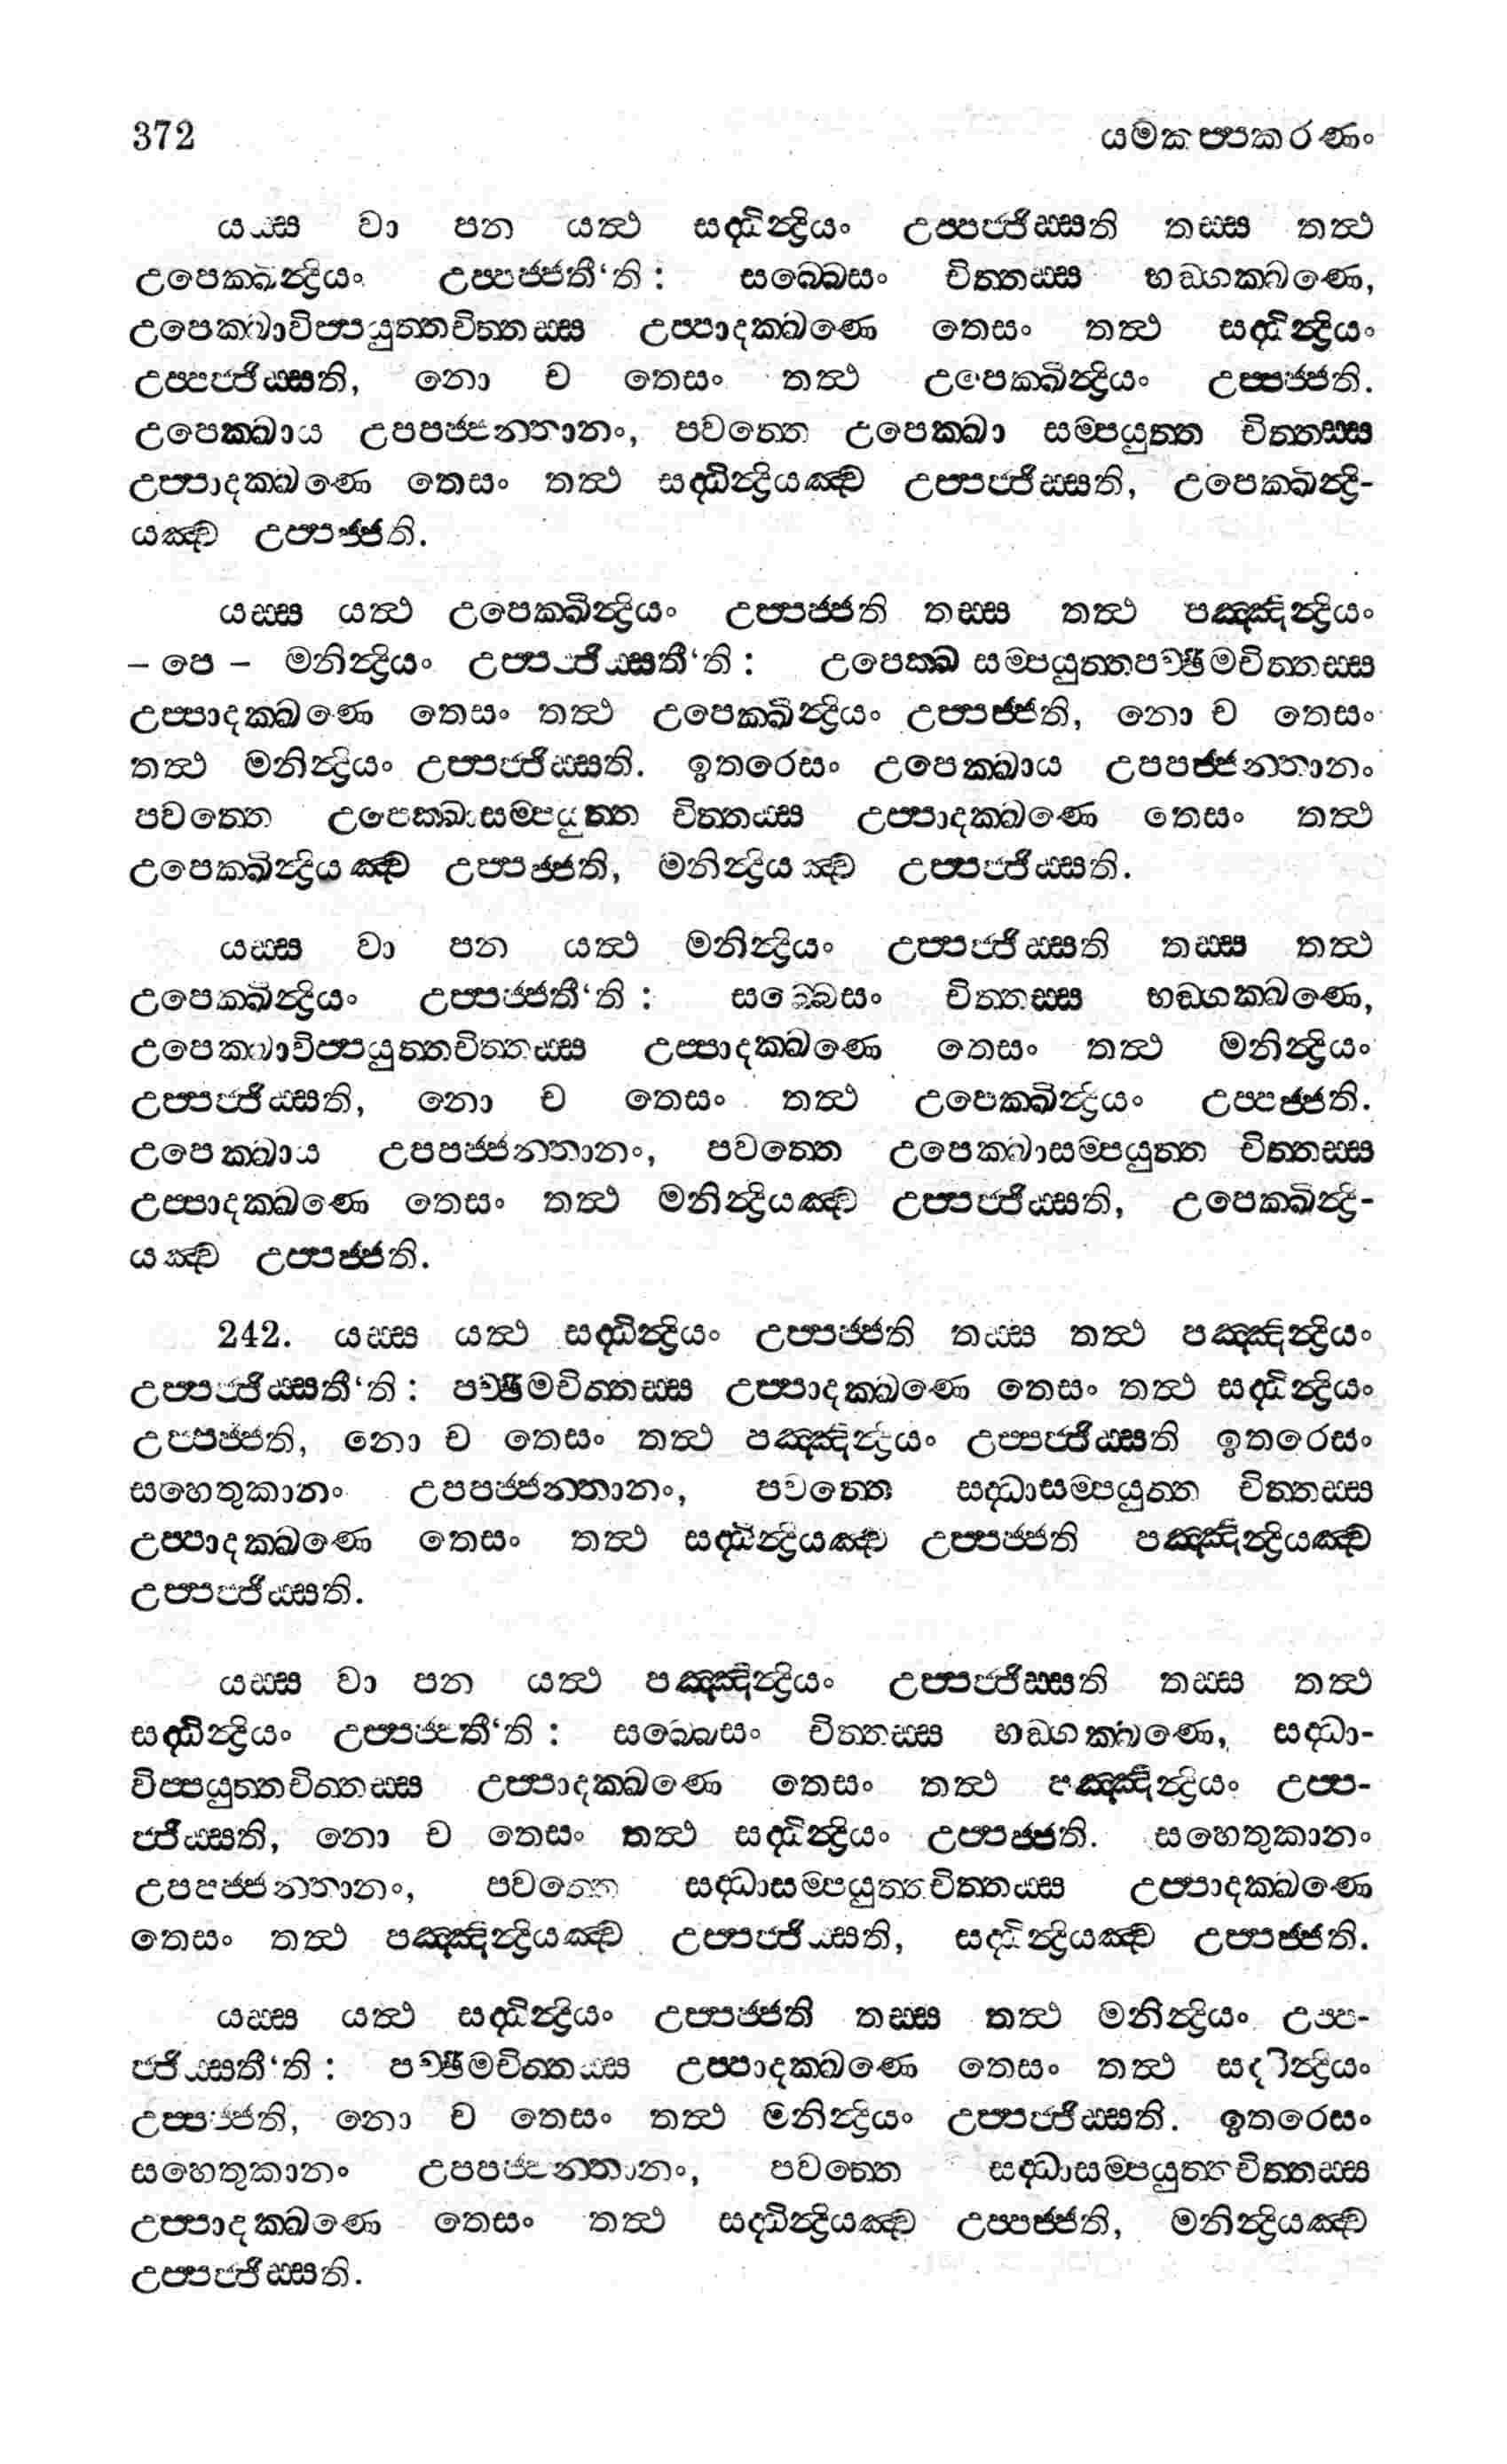 372 යමකප්පකරණං
යස්ස වා පන යත්ථ සද්ධින්ද්‍රියං උප්පජ්ජිස්සති තස්ස තත්ථ
උපෙක්ඛින්ද්‍රියං උප්පජ්ජතී‘ති : සබ්බෙසං චිත්තස්ස භඞ්ගක්ඛණෙ,
උපෙක්ඛාවිප්පයුත්තචිත්තස්ස උප්පාදක්ඛණෙ තෙසං තත්ථ සද්ධින්ද්‍රියං
උප්පජ්ජිස්සති, නො ච තෙසං තත්ථ උපෙක්ඛින්ද්‍රියං උප්පජ්ජති.
උපෙක්ඛාය උපපජ්ජන්තානං, පවත්තෙ උපෙක්ඛා සම්පයුත්ත චිත්තස්ස
උප්පාදක්ඛණෙ තෙසං තත්ථ සද්ධින්ද්‍රියඤ්ච උප්පජ්ජිස්සති, උපෙක්ඛින්ද්‍රි-
යඤ්ච උප්පජ්ජති.
යස්ස යත්ථ උපෙක්ඛින්ද්‍රියං උප්පජ්ජති තස්ස තත්ථ පඤ්ඤින්ද්‍රියං
– පෙ – මනින්ද්‍රියං උප්පජ්ජිස්සතී‘ති : උපෙක්ඛ සම්පයුත්තපච්ඡිමචිත්තස්ස
උප්පාදක්ඛණෙ තෙසං තත්ථ උපෙක්ඛින්ද්‍රියං උප්පජ්ජති, නො ච තෙසං
තත්ථ මනින්ද්‍රියං උප්පජ්ජිස්සති. ඉතරෙසං උපෙක්ඛාය උපපජ්ජන්තානං
පවත්තෙ උපෙක්ඛාසම්පයුත්ත චිත්තස්ස උප්පාදක්ඛණෙ තෙසං තත්ථ
උපෙක්ඛින්ද්‍රියඤ්ච උප්පජ්ජති, මනින්ද්‍රියඤ්ච උප්පජ්ජිස්සති.
යස්ස වා පන යත්ථ මනින්ද්‍රියං උප්පජ්ජිස්සති තස්ස තත්ථ
උපෙක්ඛින්ද්‍රියං උප්පජ්ජතී‘ති : සබ්බෙසං චිත්තස්ස භඞ්ගක්ඛණෙ,
උපෙක්ඛාවිප්පයුත්තචිත්තස්ස උප්පාදක්ඛණෙ තෙසං තත්ථ මනින්ද්‍රියං
උප්පජ්ජිස්සති, නො ච තෙසං තත්ථ උපෙක්ඛින්ද්‍රියං උප්පජ්ජති.
උපෙක්ඛාය උපපජ්ජන්තානං, පවත්තෙ උපෙක්ඛාසම්පයුත්ත චිත්තස්ස
උප්පාදක්ඛණෙ තෙසං තත්ථ මනින්ද්‍රියඤ්ච උප්පජ්ජිස්සති, උපෙක්ඛින්ද්‍රි-
යඤ්ච උප්පජ්ජති.
242. යස්ස යත්ථ සද්ධින්ද්‍රියං උප්පජ්ජති තස්ස තත්ථ පඤ්ඤින්ද්‍රියං
උප්පජ්ජිස්සතී‘ති : පච්ඡිමචිත්තස්ස උප්පාදක්ඛණෙ තෙසං තත්ථ සද්ධින්ද්‍රියං
උප්පජ්ජති, නො ච තෙසං තත්ථ පඤ්ඤින්ද්‍රියං උප්පජ්ජිස්සති ඉතරෙසං
සහෙතුකානං උපපජ්ජන්තානං, පවත්තෙ සද්ධාසම්පයුත්ත චිත්තස්ස
උප්පාදක්ඛණෙ තෙසං තත්ථ සද්ධින්ද්‍රියඤ්ච උප්පජ්ජති පඤ්ඤින්ද්‍රියඤ්ච
උප්පජ්ජිස්සති.
යස්ස වා පන යත්ථ පඤ්ඤින්ද්‍රියං උප්පජ්ජිස්සති තස්ස තත්ථ
සද්ධින්ද්‍රියං උප්පජ්ජතී‘ති : සබ්බෙසං චිත්තස්ස භඞ්ගක්ඛණෙ, සද්ධා-
විප්පයුත්තචිත්තස්ස උප්පාදක්ඛණෙ තෙසං තත්ථ පඤ්ඤින්ද්‍රියං උප්ප-
ජ්ජිස්සති, නො ච තෙසං තත්ථ සද්ධින්ද්‍රියං උප්පජ්ජති. සහෙතුකානං
උපපජ්ජන්තානං, පවත්තෙ සද්ධාසම්පයුත්තචිත්තස්ස උප්පාදක්ඛණෙ
තෙසං තත්ථ පඤ්ඤින්ද්‍රියඤ්ච උප්පජ්ජිස්සති, සද්ධින්ද්‍රියඤ්ච උප්පජ්ජති.
යස්ස යත්ථ සද්ධින්ද්‍රියං උප්පජ්ජති තස්ස තත්ථ මනින්ද්‍රියං උප්ප-
ජ්ජිස්සතී‘ති : පච්ඡිමචිත්තස්ස උප්පාදක්ඛණෙ තෙසං තත්ථ සද්ධින්ද්‍රියං
උප්පජ්ජති, නො ච තෙසං තත්ථ මනින්ද්‍රියං උප්පජ්ජිස්සති. ඉතරෙසං
සහෙතුකානං උපපජ්ජන්තානං, පවත්තෙ සද්ධාසම්පයුත්තචිත්තස්ස
උප්පාදක්ඛණෙ තෙසං තත්ථ සද්ධින්ද්‍රියඤ්ච උප්පජ්ජති, මනින්ද්‍රියඤ්ච
උප්පජ්ජිස්සති.